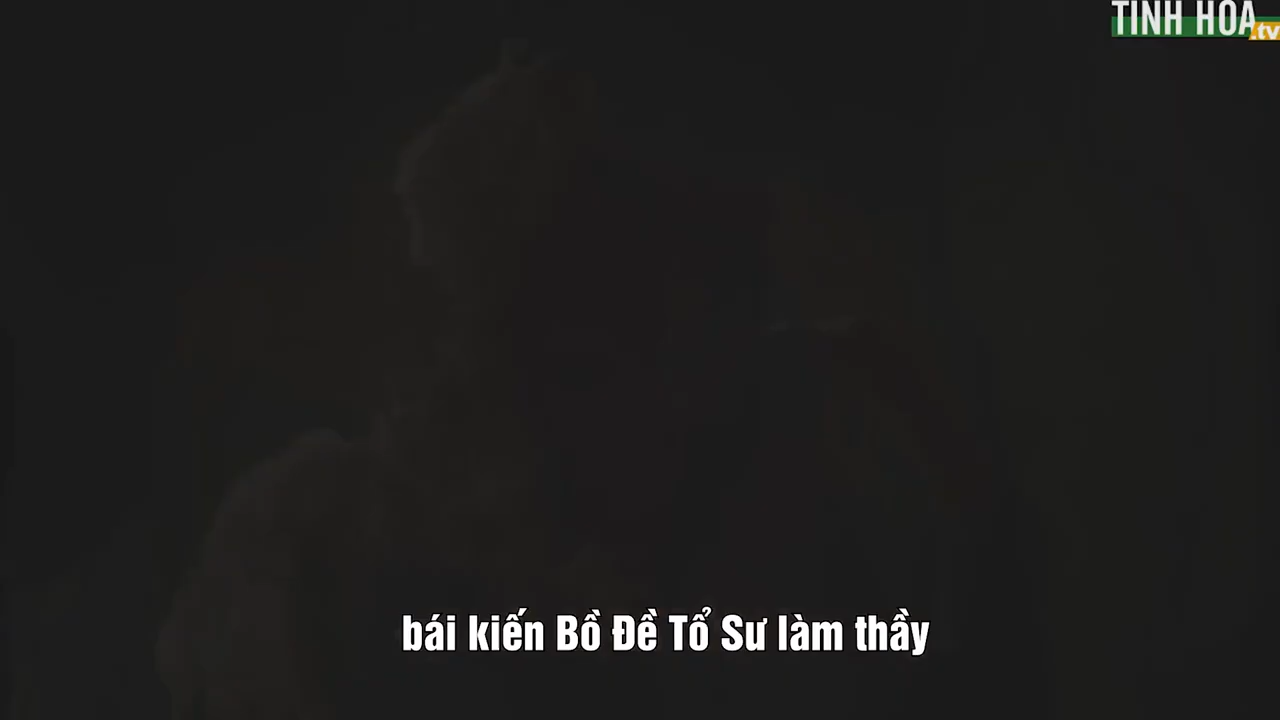 TINH HOA
.tv
bái kiến Bồ Đề Tổ Sư làm thầy